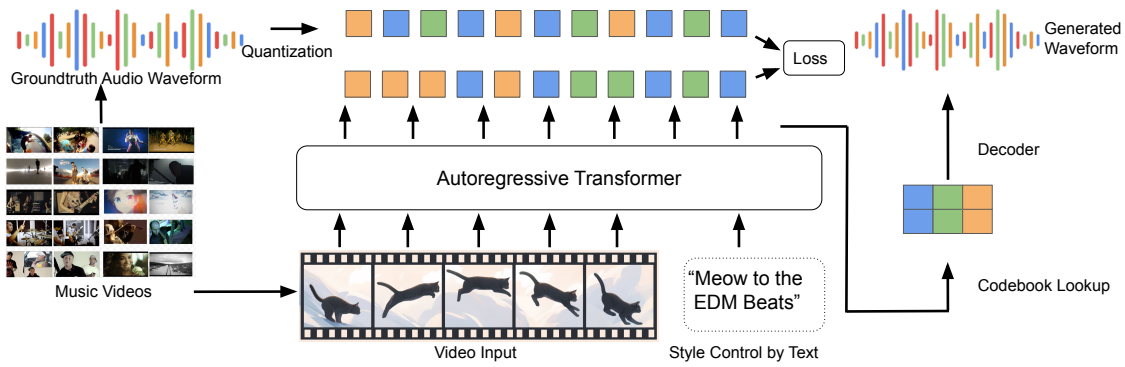 Quantization
Groundtruth Audio Waveform
Loss
Generated
Waveform
Decoder
Autoregressive Transformer
“Meow to the
EDM Beats”
Codebook Lookup
Music Videos
Video Input
Style Control by Text